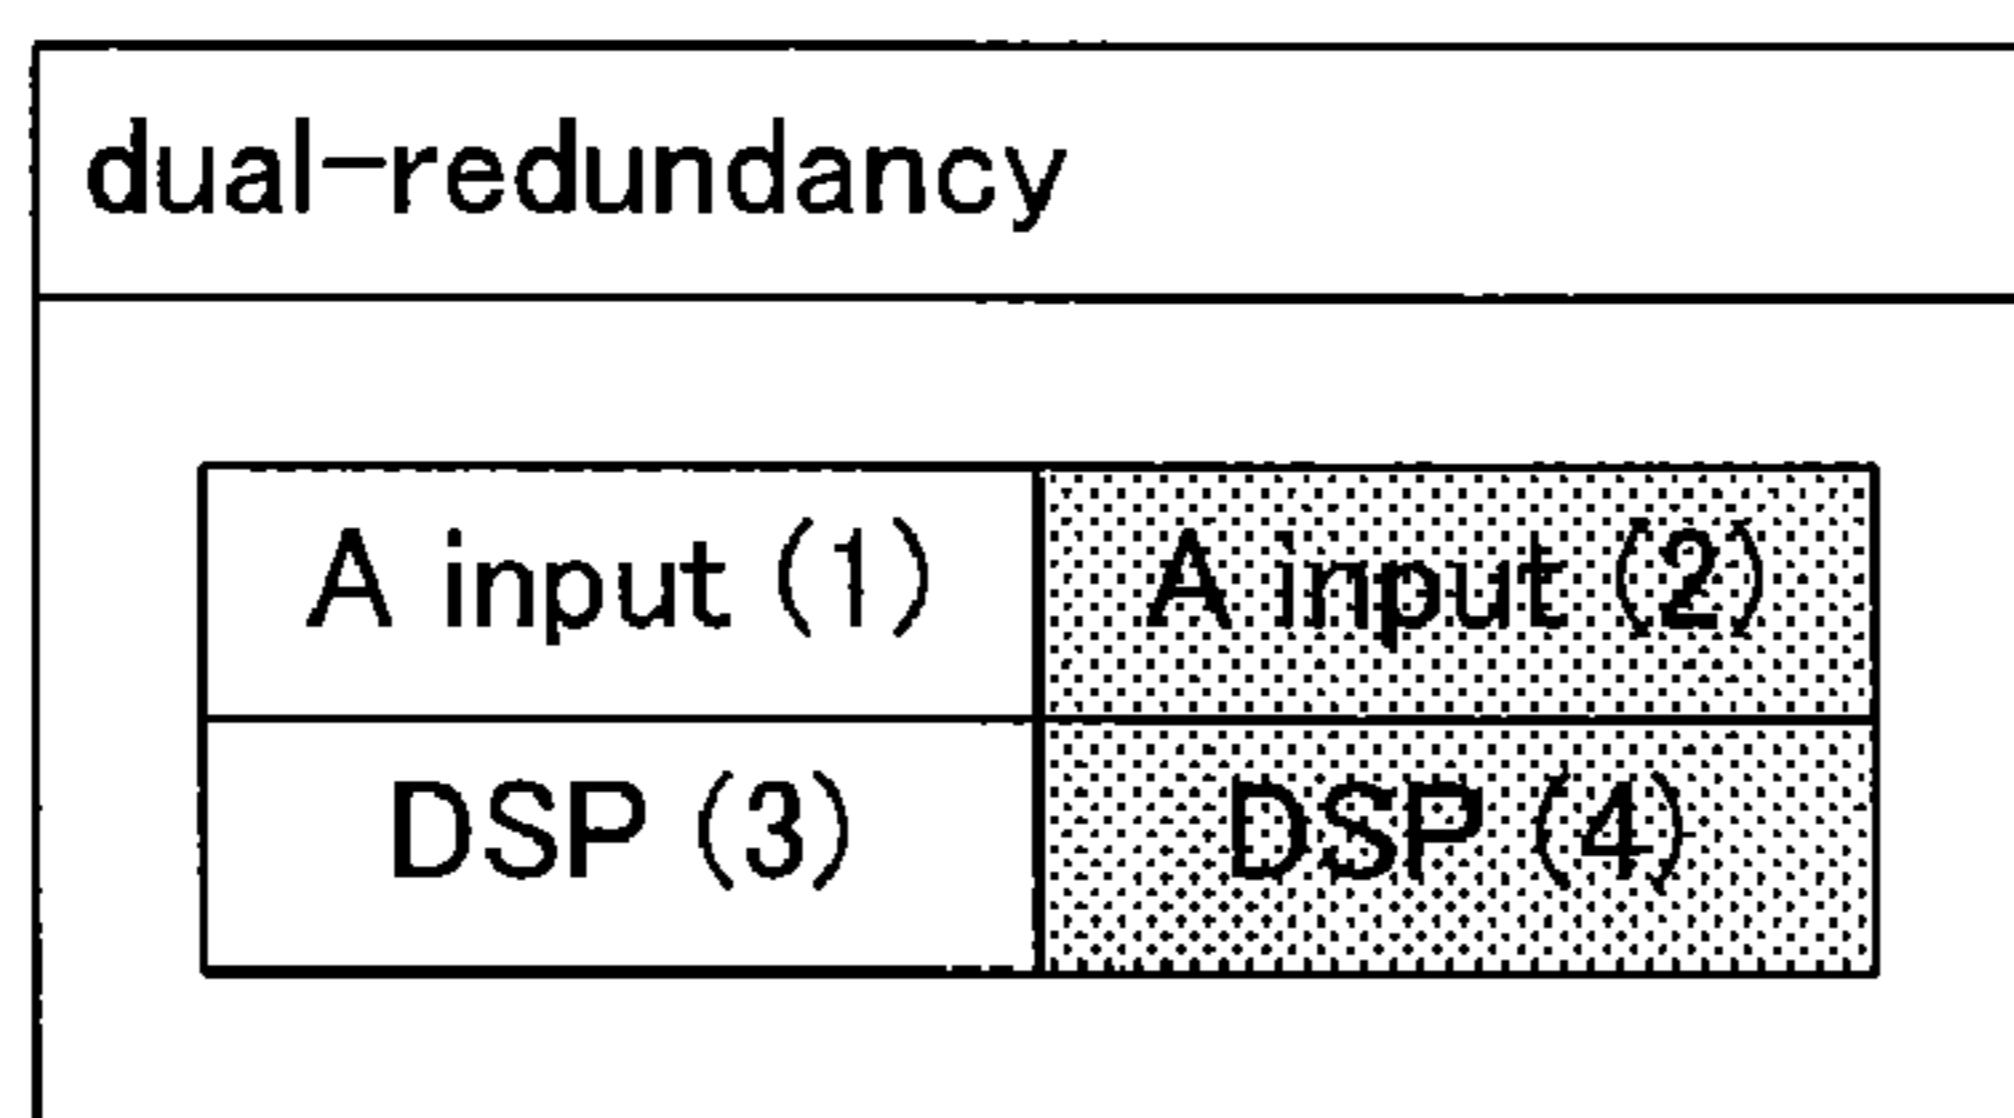 dual-redundancy
A input (1) A input (2)
DSP (3) DSP (4)